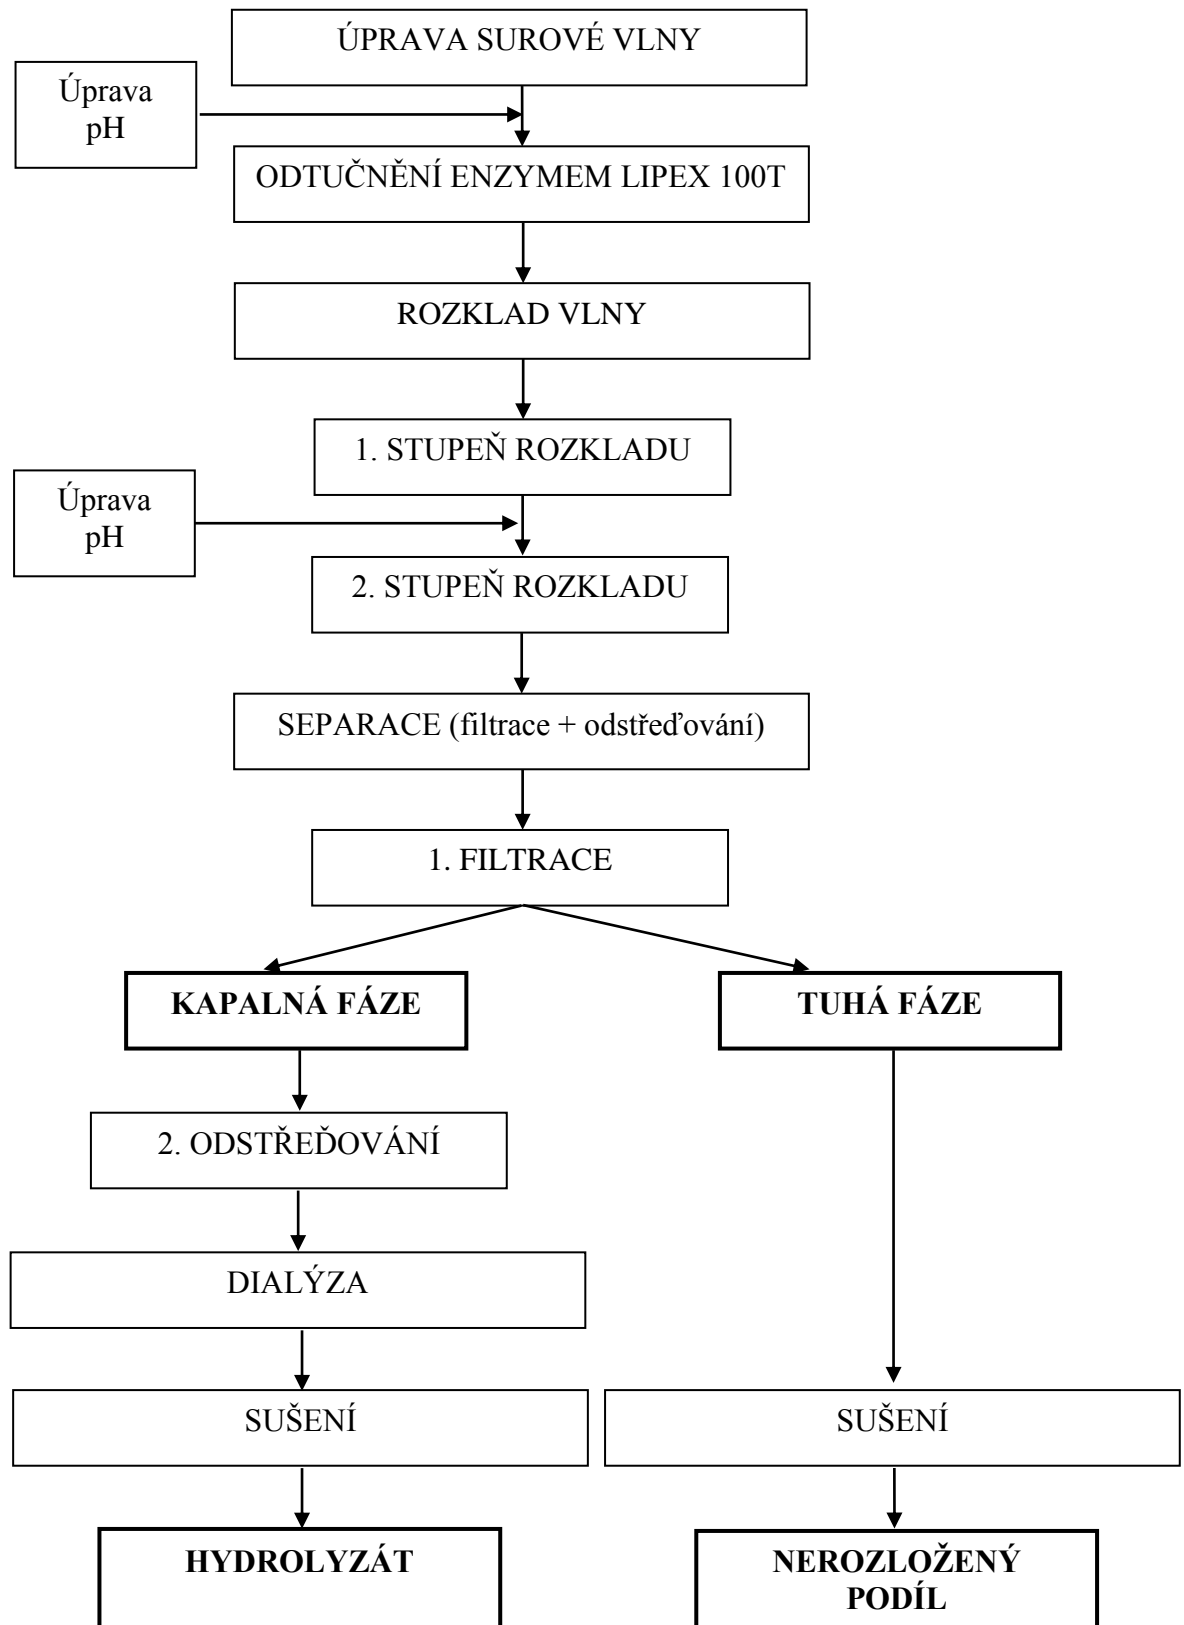 ÚPRAVA SUROVÉ VLNY
Úprava
pH
ODTUČNĚNÍ ENZYMEM LIPEX 100T
ROZKLAD VLNY
1. STUPEŇ ROZKLADU
Úprava
pH
2. STUPEŇ ROZKLADU
SEPARACE (filtrace + odstřeďování)
1. FILTRACE
KAPALNÁ FÁZE
TUHÁ FÁZE
2. ODSTŘEĎOVÁNÍ
DIALÝZA
SUŠENÍ
SUŠENÍ
HYDROLYZÁT
NEROZLOŽENÝ
PODÍL